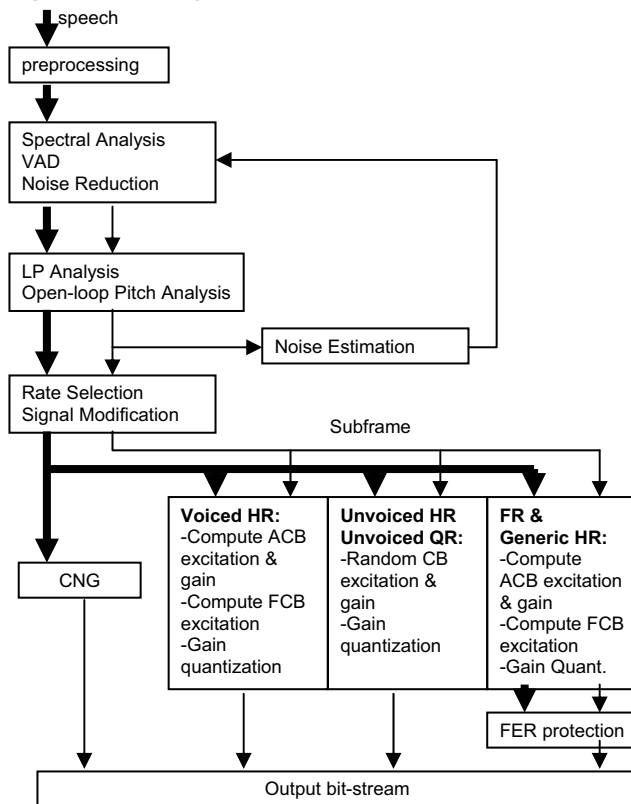 speech
preprocessing
Spectral Analysis
VAD
Noise Reduction
LP Analysis
Open-loop Pitch Analysis
Noise Estimation
Rate Selection
Signal Modification
Subframe
CNG
Voiced HR:
-Compute ACB
excitation &
gain
-Compute FCB
excitation
-Gain
quantization
Unvoiced HR
Unvoiced QR:
-Random CB
excitation &
gain
-Gain
quantization
FR &
Generic HR:
-Compute
ACB excitation
& gain
-Compute FCB
excitation
-Gain Quant.
FER protection
Output bit-stream